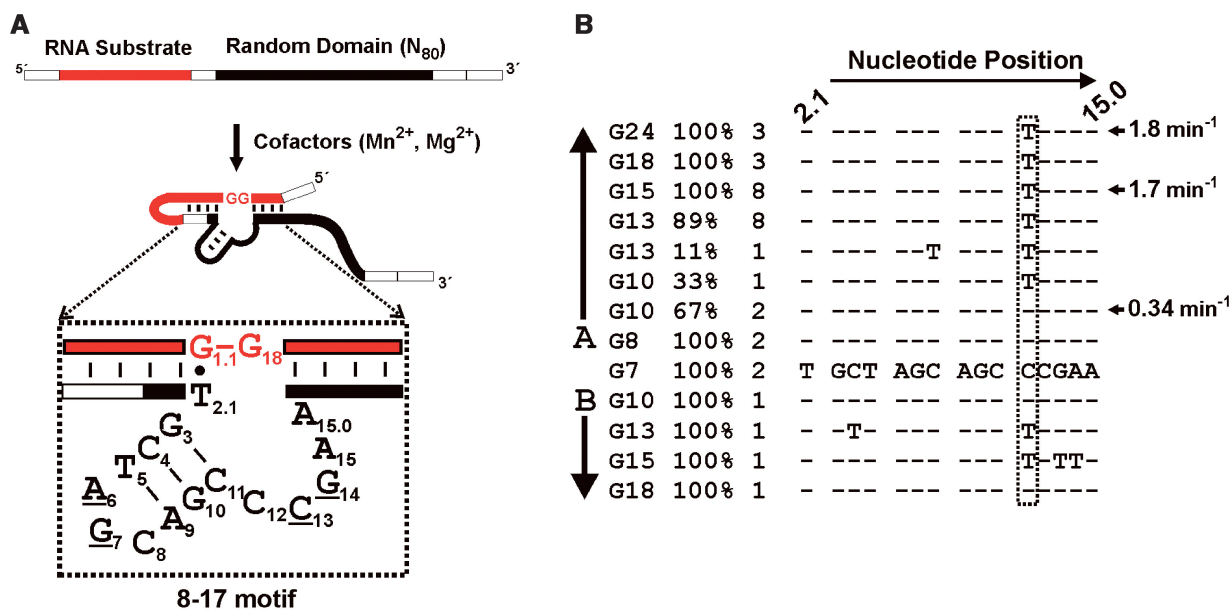 A
RNA Substrate
Random Domain (N80)
5´
3´
Cofactors (Mn2+, Mg2+)
5´
GG
3´
G1.1–G18
T2.1
A15.0
G3
A15
C4
T5
C11
G14
A6
G10
C12
C13
G7
A9
C8
8-17 motif
B
Nucleotide Position
2.1
15.0
G24 100% 3 - --- --- --- T---- 1.8 min-1
G18 100% 3 - --- --- --- T----
G15 100% 8 - --- --- --- T---- 1.7 min-1
G13 89% 8 - --- --- --- T----
G13 11% 1 - --- --T --- T----
G10 33% 1 - --- --- --- T----
G10 67% 2 - --- --- --- ----- 0.34 min-1
A
G8 100% 2 - --- --- --- -----
G7 100% 2 T GCT AGC AGC CCGAA
B
G10 100% 1 - --- --- --- -----
G13 100% 1 - -T- --- --- T----
G15 100% 1 - --- --- --- T-TT-
G18 100% 1 - --- --- --- -----